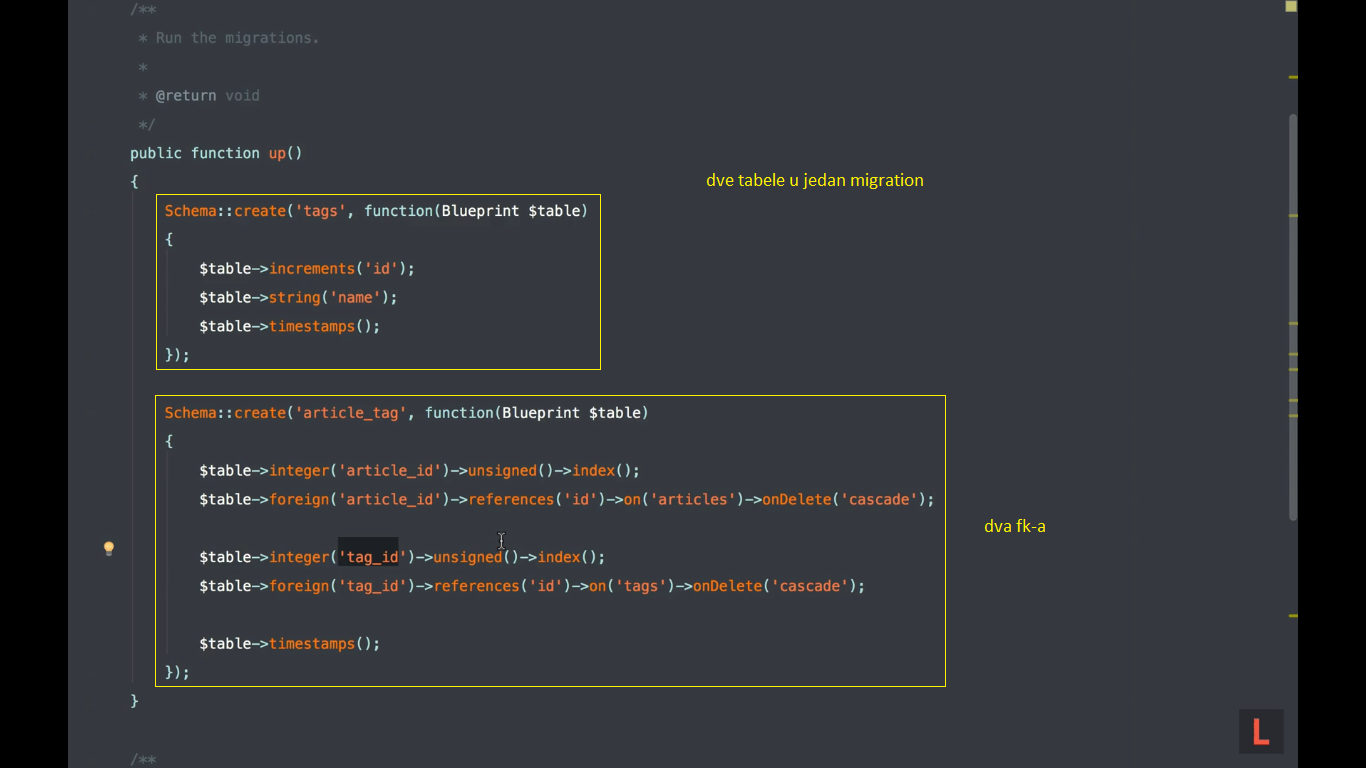 /**
 * Run the migrations.
 *
 * @return void
 */
public function up()
{
dve tabele u jedan migration
    Schema::create('tags', function(Blueprint $table)
    {
        $table->increments('id');
        $table->string('name');
        $table->timestamps();
    });
    Schema::create('article_tag', function(Blueprint $table)
    {
        $table->integer('article_id')->unsigned()->index();
        $table->foreign('article_id')->references('id')->on('articles')->onDelete('cascade');
dva fk-a
        $table->integer('tag_id')->unsigned()->index();
        $table->foreign('tag_id')->references('id')->on('tags')->onDelete('cascade');
        $table->timestamps();
    });
}
L
/**